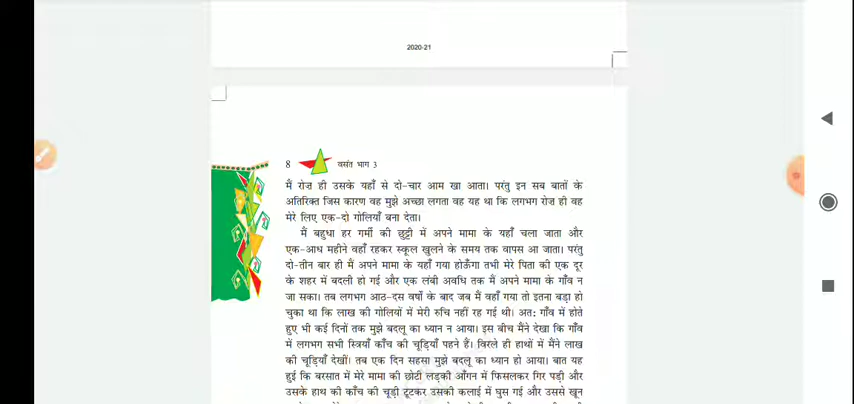 2020-21
8 वसंत भाग 3
मैं रोज़ ही उसके यहाँ से दो-चार आम खा आता। परंतु इन सब बातों के
अतिरिक्त जिस कारण वह मुझे अच्छा लगता वह यह था कि लगभग रोज़ ही वह
मेरे लिए एक-दो गोलियाँ बना देता।
मैं बहुधा हर गर्मी की छुट्टी में अपने मामा के यहाँ चला जाता और
एक-आध महीने वहाँ रहकर स्कूल खुलने के समय तक वापस आ जाता। परंतु
दो-तीन बार ही मैं अपने मामा के यहाँ गया होऊँगा तभी मेरे पिता की एक दूर
के शहर में बदली हो गई और एक लंबी अवधि तक मैं अपने मामा के गाँव न
जा सका। तब लगभग आठ-दस वर्षों के बाद जब मैं वहाँ गया तो इतना बड़ा हो
चुका था कि लाख की गोलियों में मेरी रुचि नहीं रह गई थी। अतः गाँव में होते
हुए भी कई दिनों तक मुझे बदलू का ध्यान न आया। इस बीच मैंने देखा कि गाँव
में लगभग सभी स्त्रियाँ काँच की चूड़ियाँ पहने हैं। विरले ही हाथों में मैंने लाख
की चूड़ियाँ देखीं। तब एक दिन सहसा मुझे बदलू का ध्यान हो आया। बात यह
हुई कि बरसात में मेरे मामा की छोटी लड़की आँगन में फिसलकर गिर पड़ी और
उसके हाथ की काँच की चूड़ी टूटकर उसकी कलाई में घुस गई और उससे खून